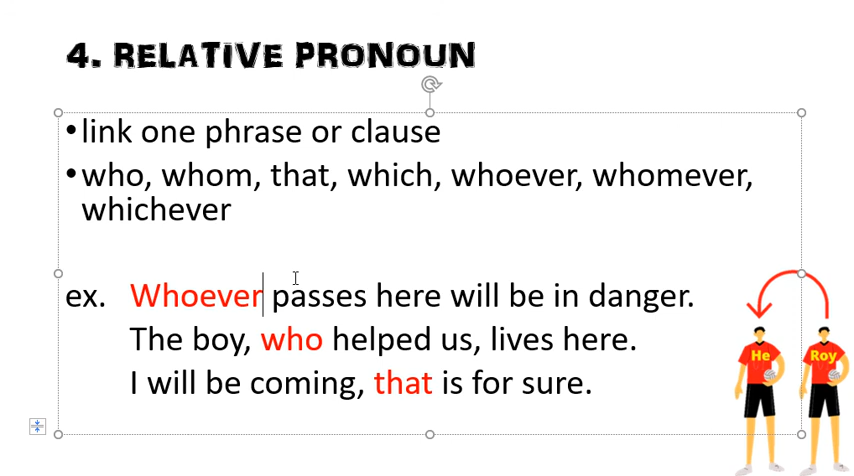 4. RELATIVE PRONOUN
•link one phrase or clause
•who, whom, that, which, whoever, whomever,
whichever
ex. Whoever passes here will be in danger.
The boy, who helped us, lives here.
I will be coming, that is for sure.
He Roy